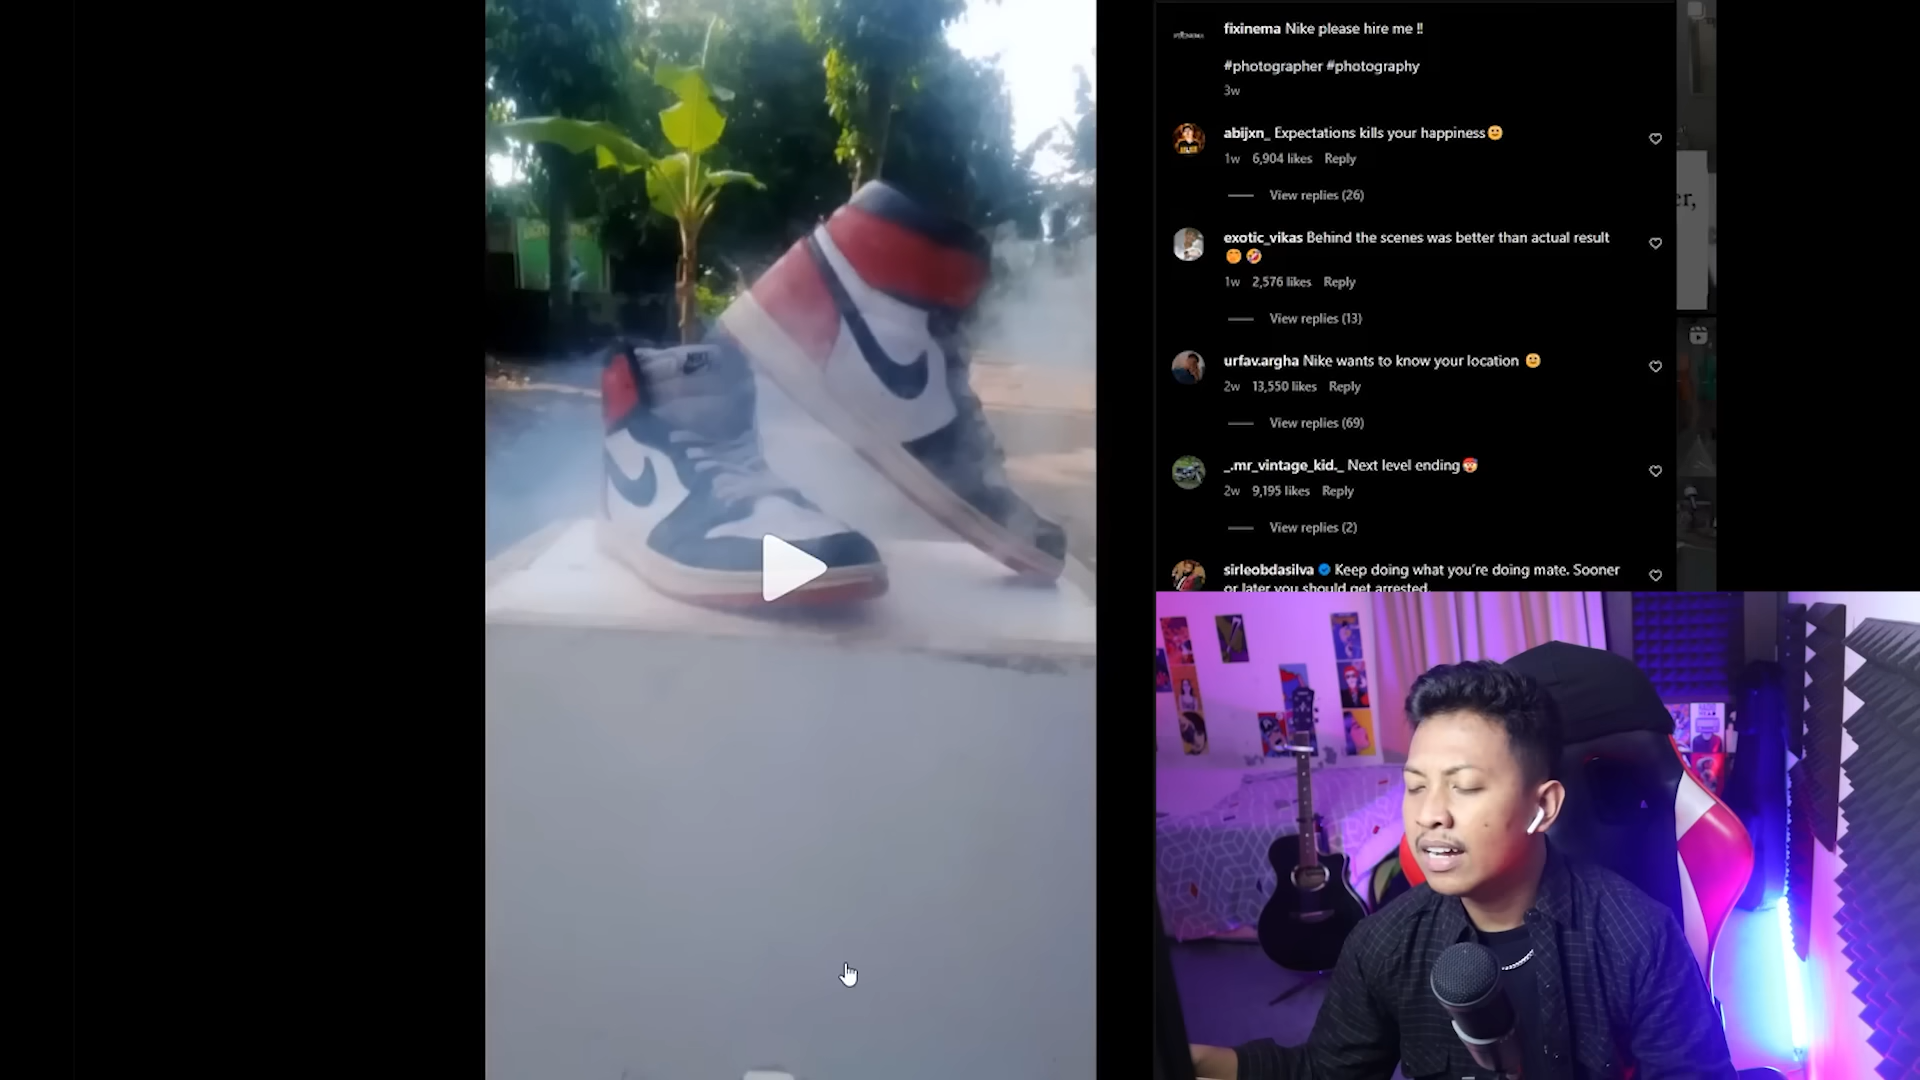 fixinema Nike please hire me ‼
#photographer #photography
3w
abijxn_ Expectations kills your happiness🙂
1w 6,904 likes Reply
View replies (26)
exotic_vikas Behind the scenes was better than actual result
🤭🤣
1w 2,576 likes Reply
View replies (13)
urfav.argha Nike wants to know your location 🙂
2w 13,550 likes Reply
View replies (69)
_.mr_vintage_kid._ Next level ending🤯
2w 9,195 likes Reply
View replies (2)
sirleobdasilva Keep doing what you're doing mate. Sooner
or later you should get arrested.
er,